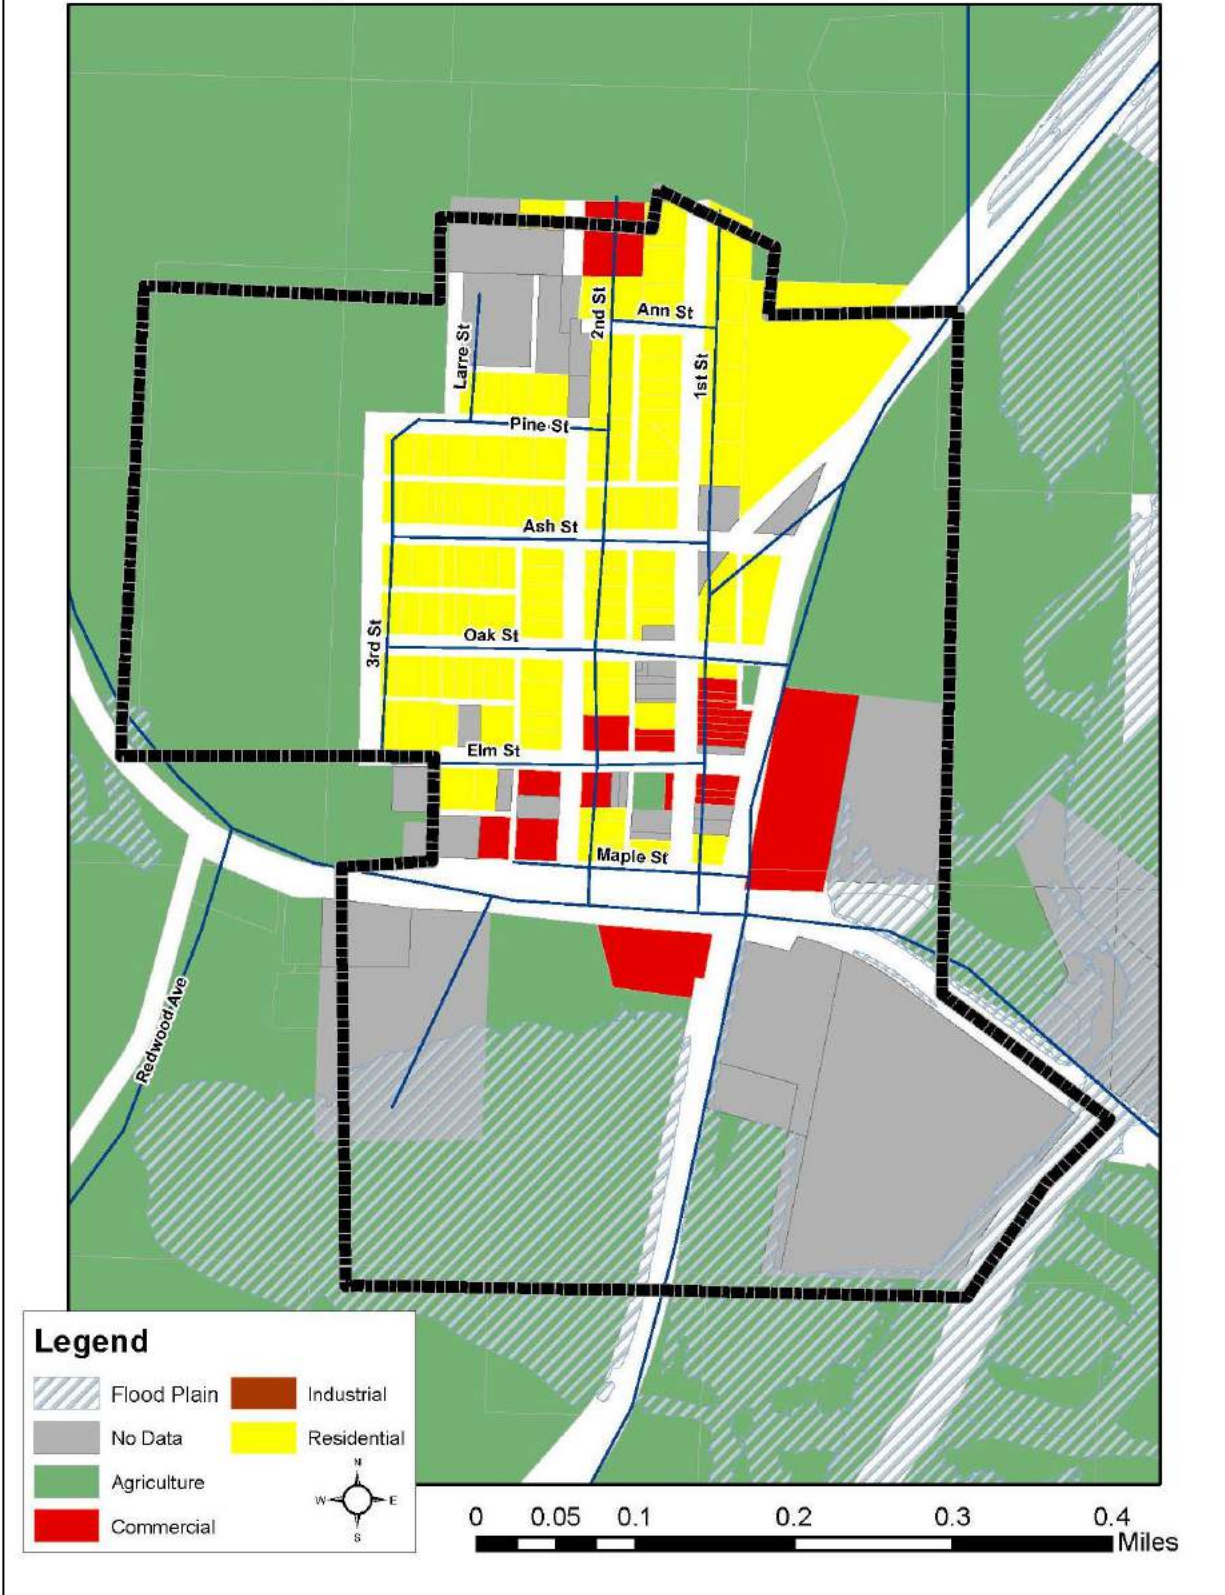 2nd St
Ann St
Larre St
1st St
Pine St
Ash St
3rd St
Oak St
Elm St
Maple St
Redwood Ave
Legend
Flood Plain
Industrial
No Data
Residential
Agriculture
Commercial
N
W E
S
0 0.05 0.1 0.2 0.3 0.4
Miles